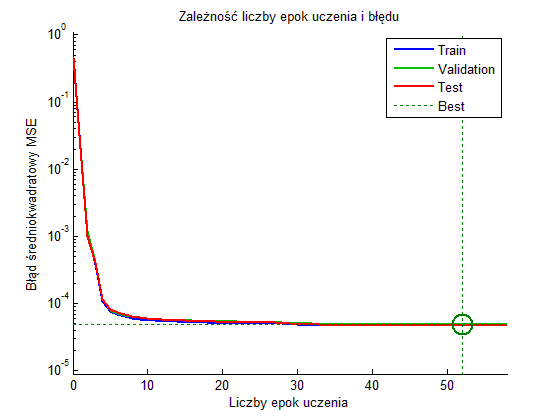 Zależność liczby epok uczenia i błędu
Train
Validation
Test
Best
Błąd średniokwadratowy MSE
10^0
10^-1
10^-2
10^-3
10^-4
10^-5
0
10
20
30
40
50
Liczby epok uczenia